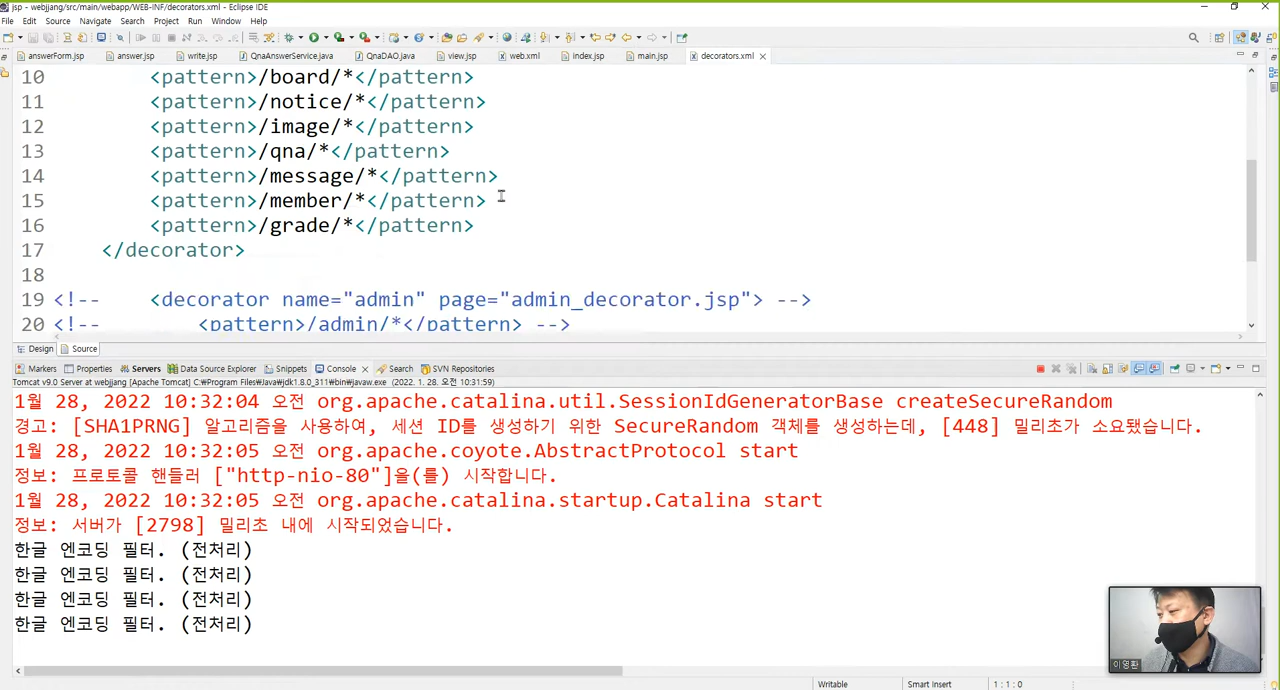 jsp - webjjang/src/main/webapp/WEB-INF/decorators.xml - Eclipse IDE
File Edit Source Navigate Search Project Run Window Help
answerForm.jsp answer.jsp write.jsp QnaAnswerService.java QnaDAO.java view.jsp web.xml index.jsp main.jsp decorators.xml
10 <pattern>/board/*</pattern>
11 <pattern>/notice/*</pattern>
12 <pattern>/image/*</pattern>
13 <pattern>/qna/*</pattern>
14 <pattern>/message/*</pattern>
15 <pattern>/member/*</pattern>
16 <pattern>/grade/*</pattern>
17 </decorator>
18
19 <!-- <decorator name="admin" page="admin_decorator.jsp"> -->
20 <!-- <pattern>/admin/*</pattern> -->
Design Source
Markers Properties Servers Data Source Explorer Snippets Console Search SVN Repositories
Tomcat v9.0 Server at webjjang [Apache Tomcat] C:₩Program Files₩Java₩jdk1.8.0_311₩bin₩javaw.exe (2022. 1. 28. 오전 10:31:59)
1월 28, 2022 10:32:04 오전 org.apache.catalina.util.SessionIdGeneratorBase createSecureRandom
경고: [SHA1PRNG] 알고리즘을 사용하여, 세션 ID를 생성하기 위한 SecureRandom 객체를 생성하는데, [448] 밀리초가 소요됐습니다.
1월 28, 2022 10:32:05 오전 org.apache.coyote.AbstractProtocol start
정보: 프로토콜 핸들러 ["http-nio-80"]을(를) 시작합니다.
1월 28, 2022 10:32:05 오전 org.apache.catalina.startup.Catalina start
정보: 서버가 [2798] 밀리초 내에 시작되었습니다.
한글 엔코딩 필터. (전처리)
한글 엔코딩 필터. (전처리)
한글 엔코딩 필터. (전처리)
한글 엔코딩 필터. (전처리)
이영환
Writable Smart Insert 1 : 1 : 0